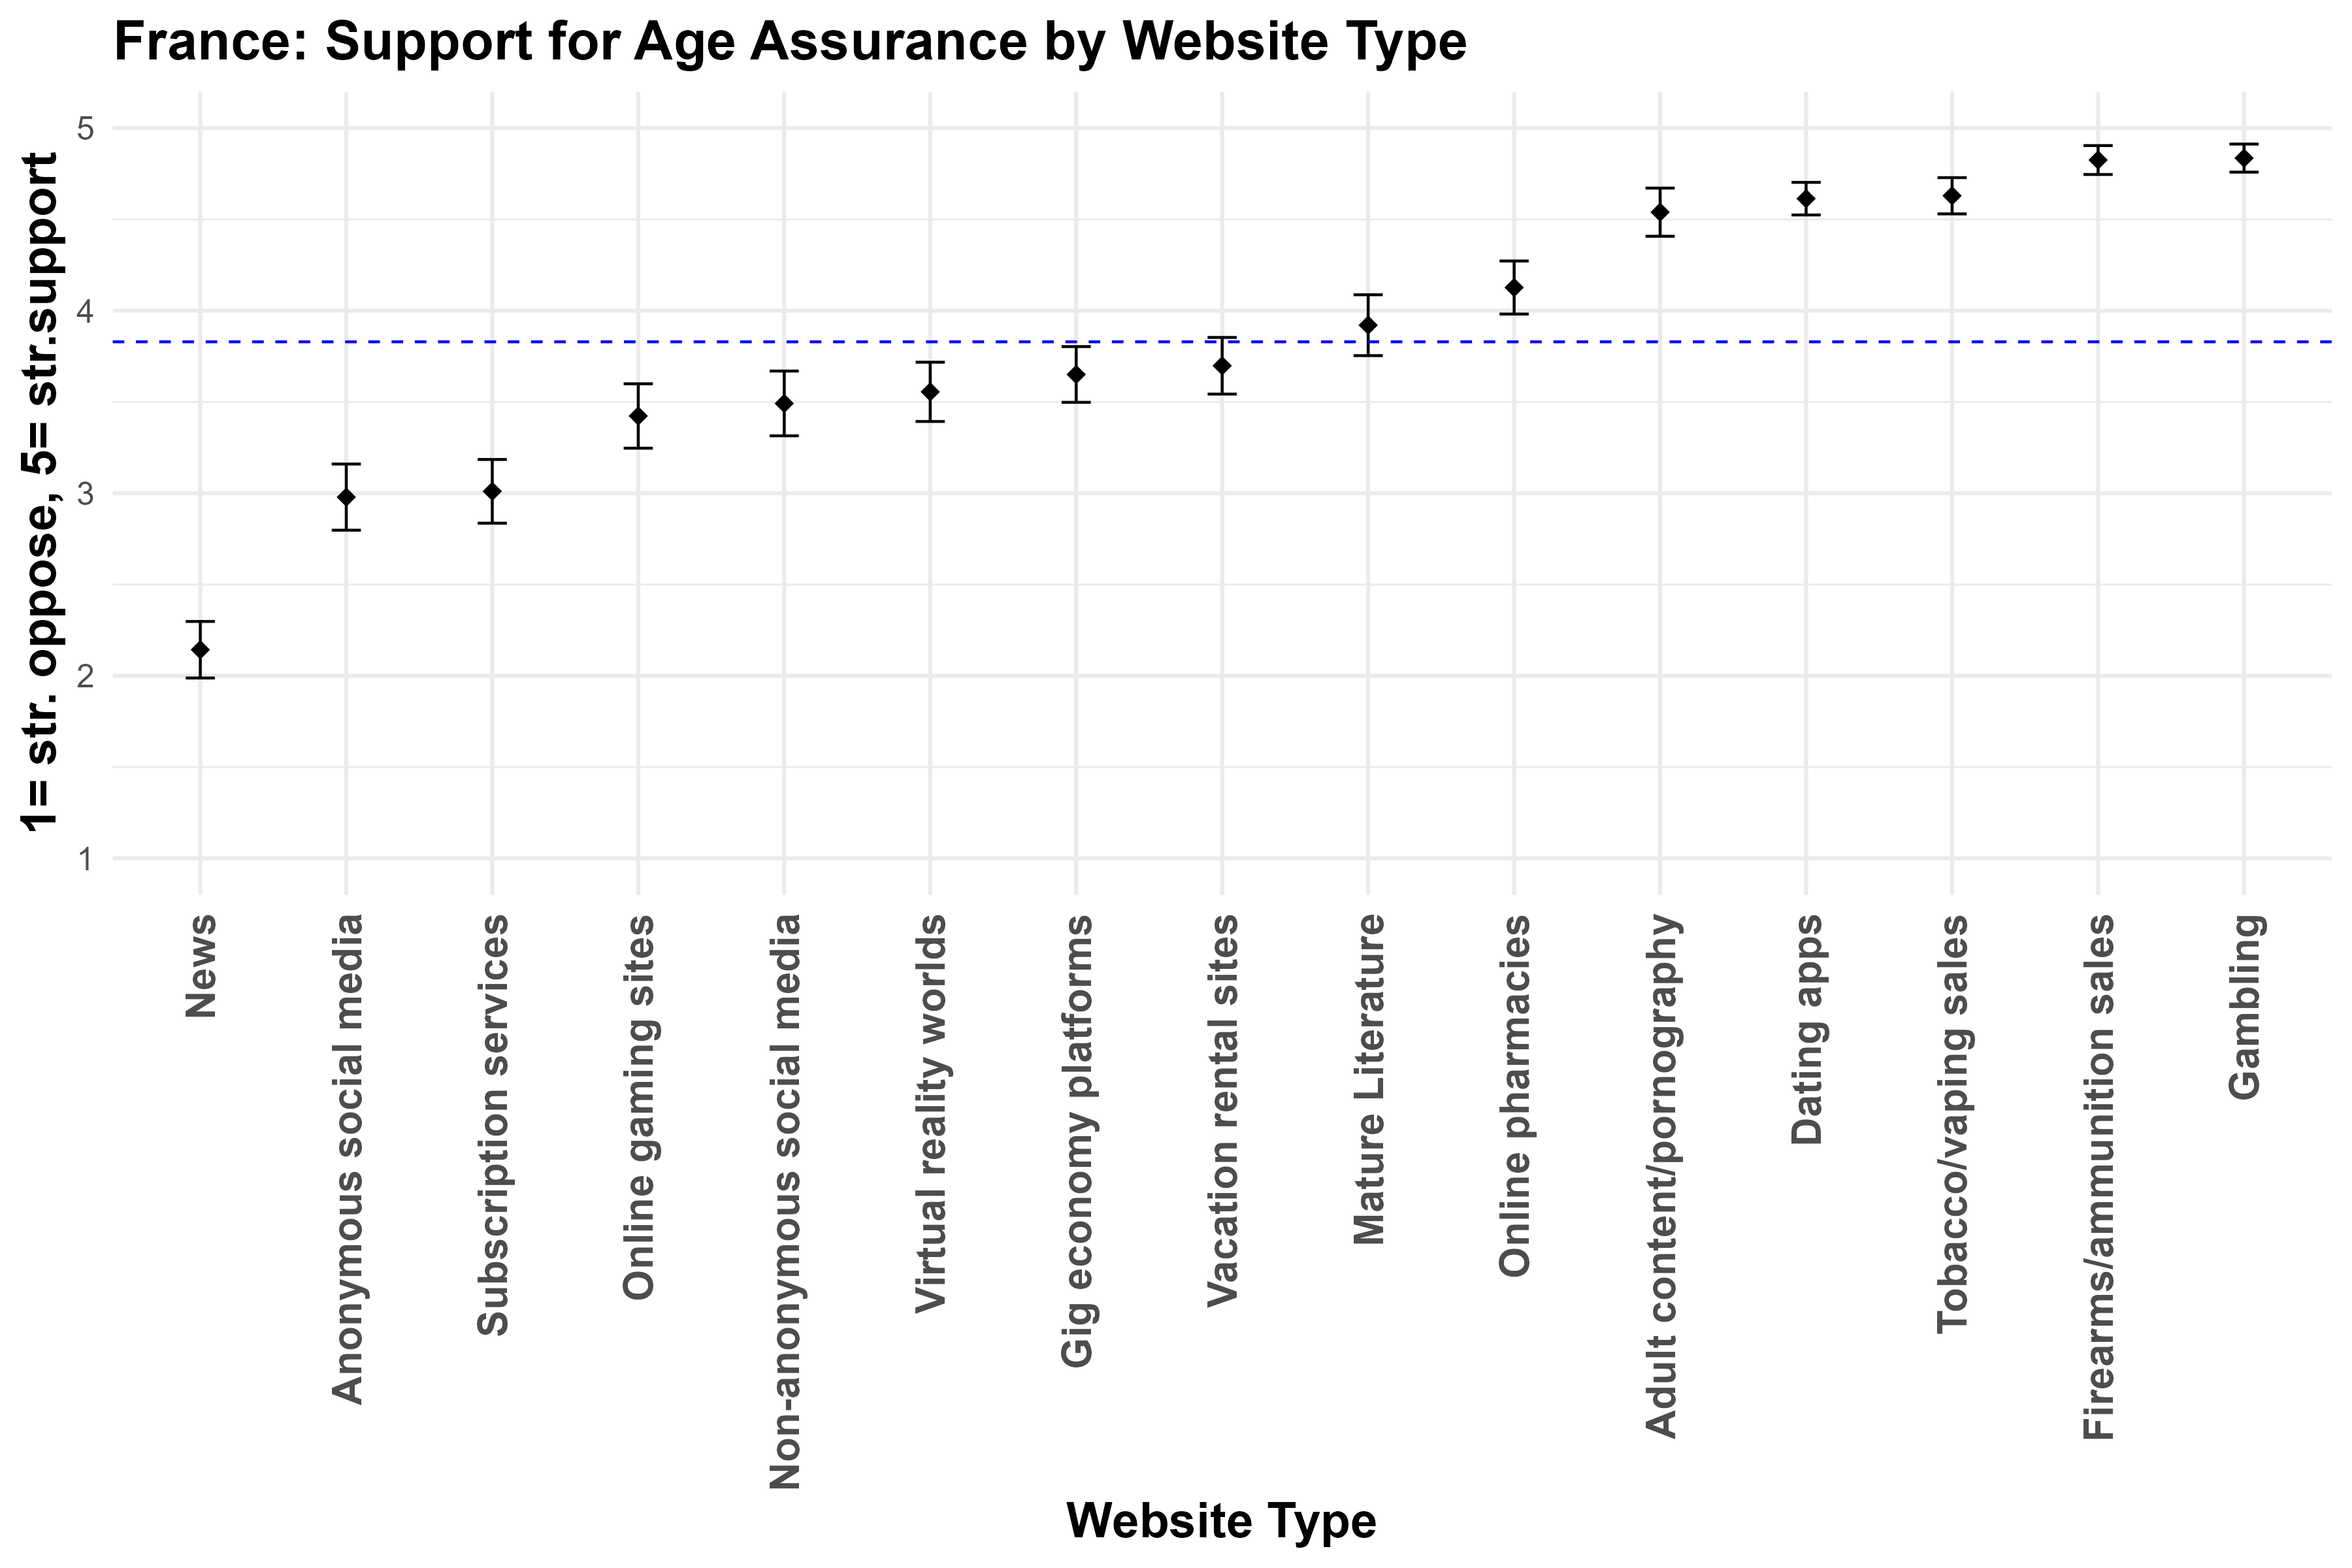 France: Support for Age Assurance by Website Type
1= str. oppose, 5= str.support
5
4
3
2
1
News
Anonymous social media
Subscription services
Online gaming sites
Non-anonymous social media
Virtual reality worlds
Gig economy platforms
Vacation rental sites
Mature Literature
Online pharmacies
Adult content/pornography
Dating apps
Tobacco/vaping sales
Firearms/ammunition sales
Gambling
Website Type